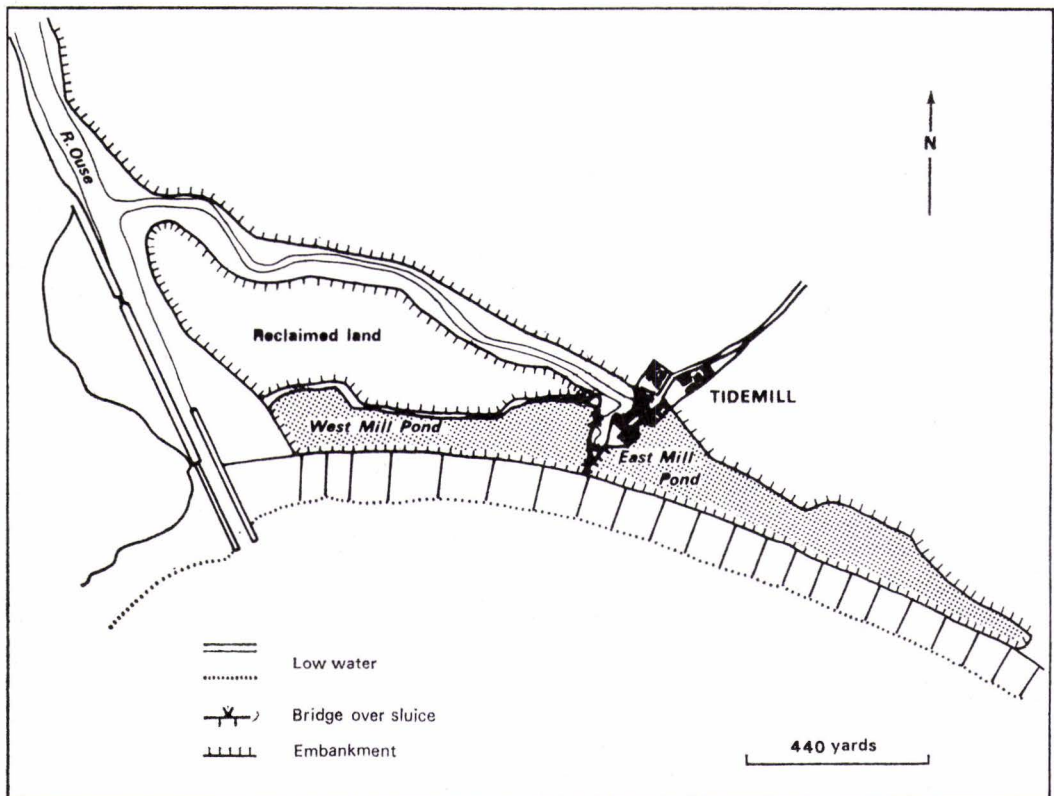 N
R. Ouse
Reclaimed land
TIDEMILL
West Mill Pond
East Mill
Pond
Low water
Bridge over sluice
Embankment
440 yards